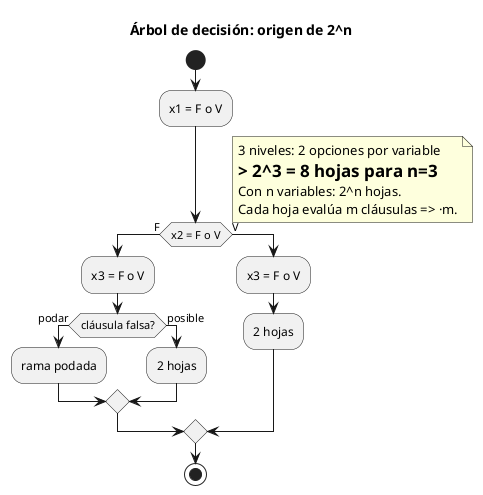 Árbol de decisión: origen de 2^n
x1 = F o V
3 niveles: 2 opciones por variable
> 2^3 = 8 hojas para n=3
Con n variables: 2^n hojas.
Cada hoja evalúa m cláusulas => ·m.
F
x2 = F o V
V
x3 = F o V
x3 = F o V
podar
cláusula falsa?
posible
2 hojas
rama podada
2 hojas